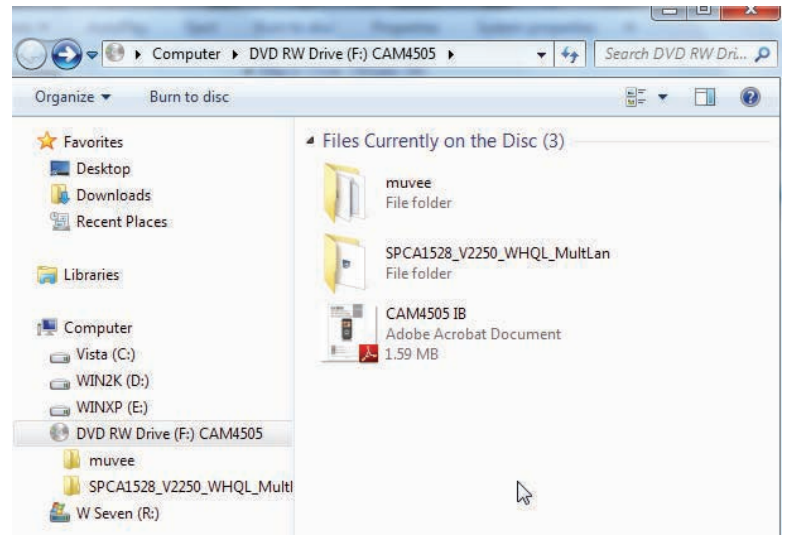 Computer DVD RW Drive (F:) CAM4505 Search DVD RW Dri...
Organize Burn to disc
Favorites
Desktop
Downloads
Recent Places
Libraries
Computer
Vista (C:)
WIN2K (D:)
WINXP (E:)
DVD RW Drive (F:) CAM4505
muvee
SPCA1528_V2250_WHQL_Multl
W Seven (R:)
Files Currently on the Disc (3)
muvee
File folder
SPCA1528_V2250_WHQL_MultLan
File folder
CAM4505 IB
Adobe Acrobat Document
1.59 MB